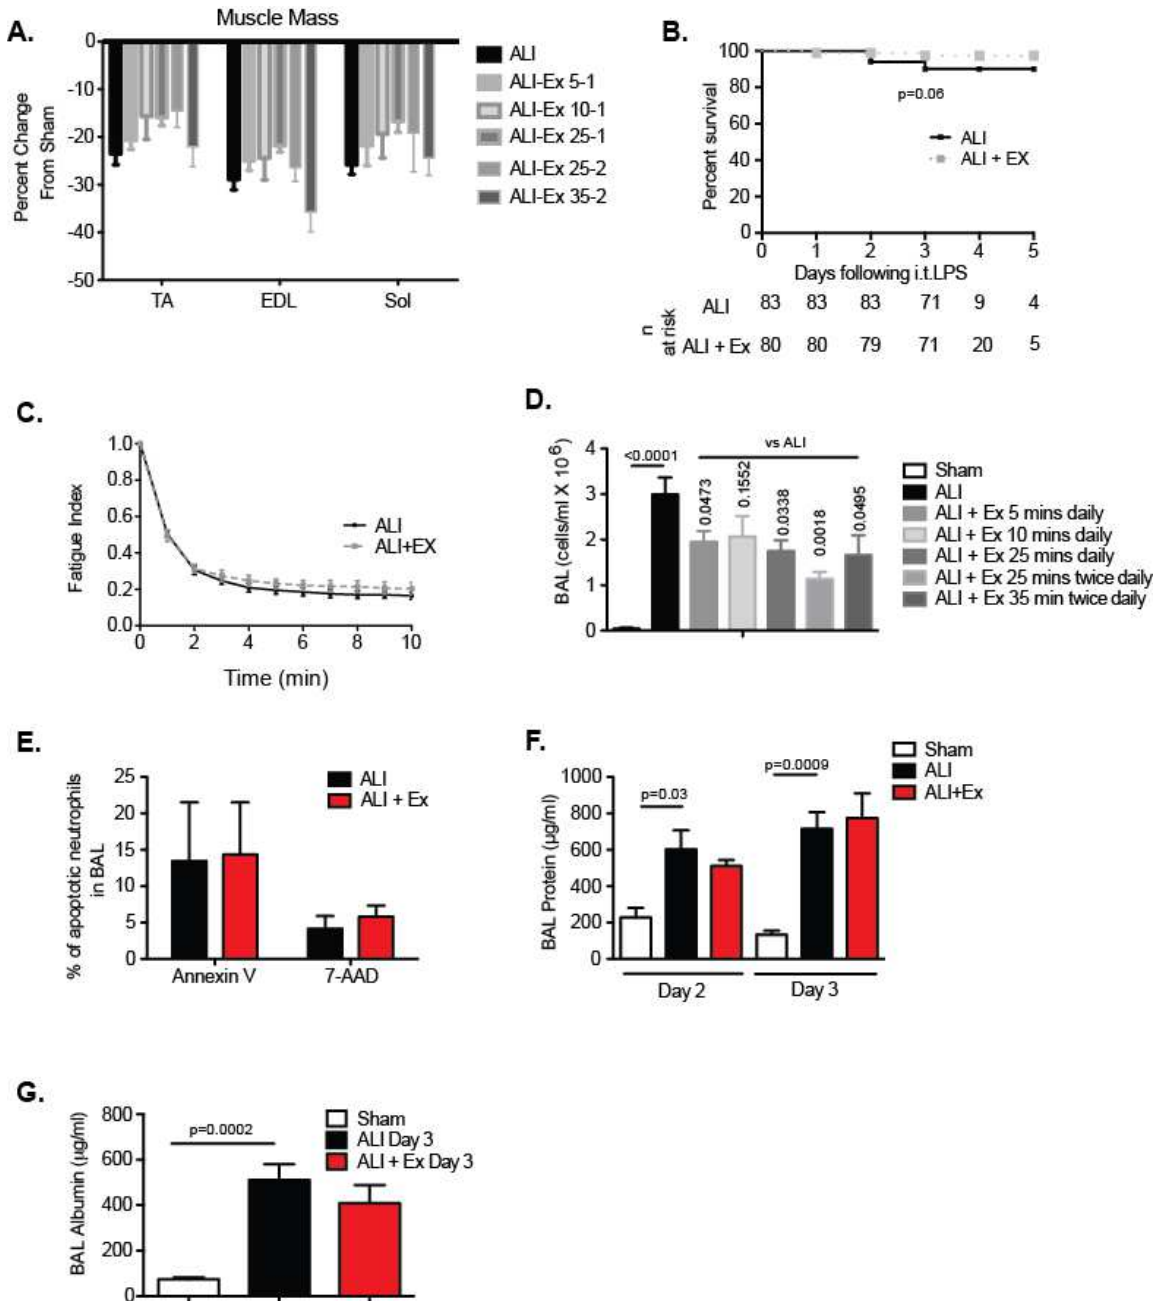 A.
Muscle Mass
Percent Change
From Sham
0
-10
-20
-30
-40
-50
TA EDL Sol
ALI
ALI-Ex 5-1
ALI-Ex 10-1
ALI-Ex 25-1
ALI-Ex 25-2
ALI-Ex 35-2
B.
Percent survival
100
80
60
40
20
0
p=0.06
ALI
ALI + EX
0 1 2 3 4 5
Days following i.t.LPS
n
at risk
ALI 83 83 83 71 9 4
ALI + Ex 80 80 79 71 20 5
C.
Fatigue Index
1.0
0.8
0.6
0.4
0.2
0.0
ALI
ALI+EX
0 2 4 6 8 10
Time (min)
D.
BAL (cells/ml X 10⁶)
4
3
2
1
0
<0.0001
vs ALI
0.0473
0.1552
0.0338
0.0018
0.0495
Sham
ALI
ALI + Ex 5 mins daily
ALI + Ex 10 mins daily
ALI + Ex 25 mins daily
ALI + Ex 25 mins twice daily
ALI + Ex 35 min twice daily
E.
% of apoptotic neutrophils
in BAL
25
20
15
10
5
0
ALI
ALI + Ex
Annexin V 7-AAD
F.
BAL Protein (µg/ml)
1000
800
600
400
200
0
p=0.03
p=0.0009
Sham
ALI
ALI+Ex
Day 2 Day 3
G.
BAL Albumin (µg/ml)
800
600
400
200
0
p=0.0002
Sham
ALI Day 3
ALI + Ex Day 3